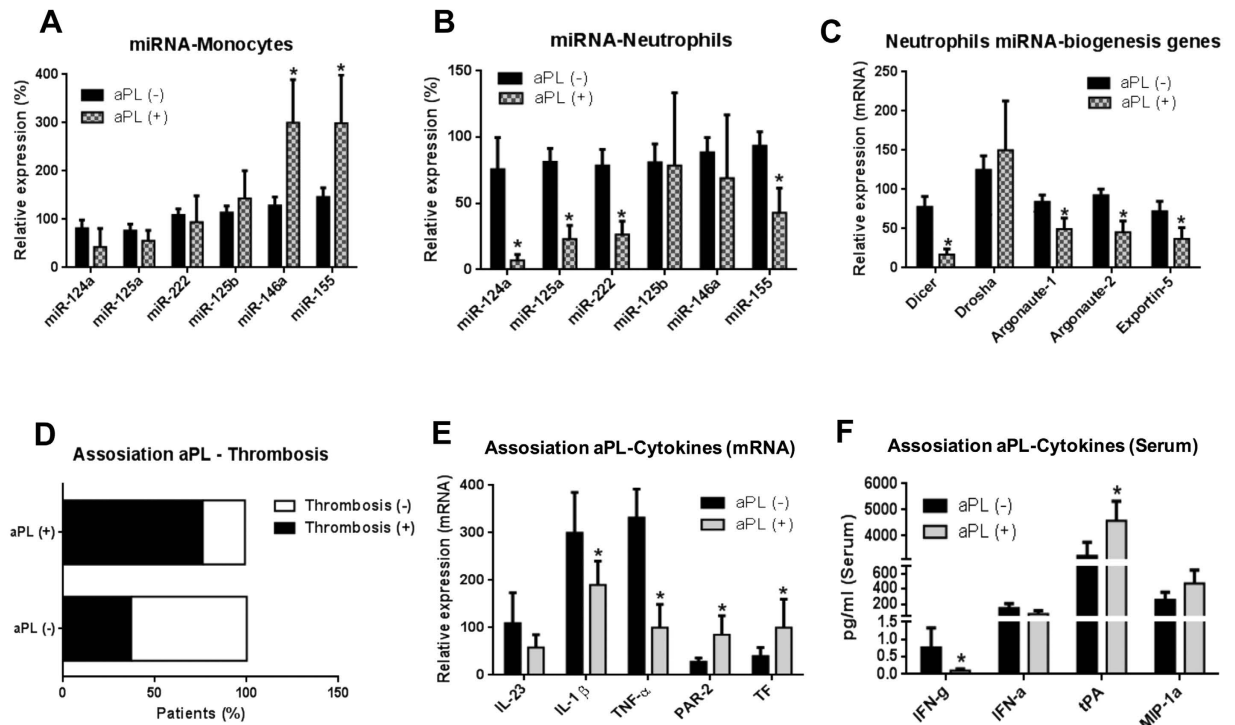 A
miRNA-Monocytes
Relative expression (%)
400
300
200
100
0
aPL (-)
aPL (+)
*
*
miR-124a
miR-125a
miR-222
miR-125b
miR-146a
miR-155
B
miRNA-Neutrophils
Relative expression (%)
150
100
50
0
aPL (-)
aPL (+)
*
*
*
*
miR-124a
miR-125a
miR-222
miR-125b
miR-146a
miR-155
C
Neutrophils miRNA-biogenesis genes
Relative expression (mRNA)
250
200
150
100
50
0
aPL (-)
aPL (+)
*
*
*
*
Dicer
Drosha
Argonaute-1
Argonaute-2
Exportin-5
D
Assosiation aPL - Thrombosis
aPL (+)
aPL (-)
Thrombosis (-)
Thrombosis (+)
0
50
100
150
Patients (%)
E
Assosiation aPL-Cytokines (mRNA)
Relative expression (mRNA)
400
300
200
100
0
aPL (-)
aPL (+)
*
*
*
*
IL-23
IL-1 β
TNF-α
PAR-2
TF
F
Assosiation aPL-Cytokines (Serum)
pg/ml (Serum)
6000
4000
600
400
200
1.5
1.0
0.5
0.0
aPL (-)
aPL (+)
*
*
IFN-g
IFN-a
tPA
MIP-1a